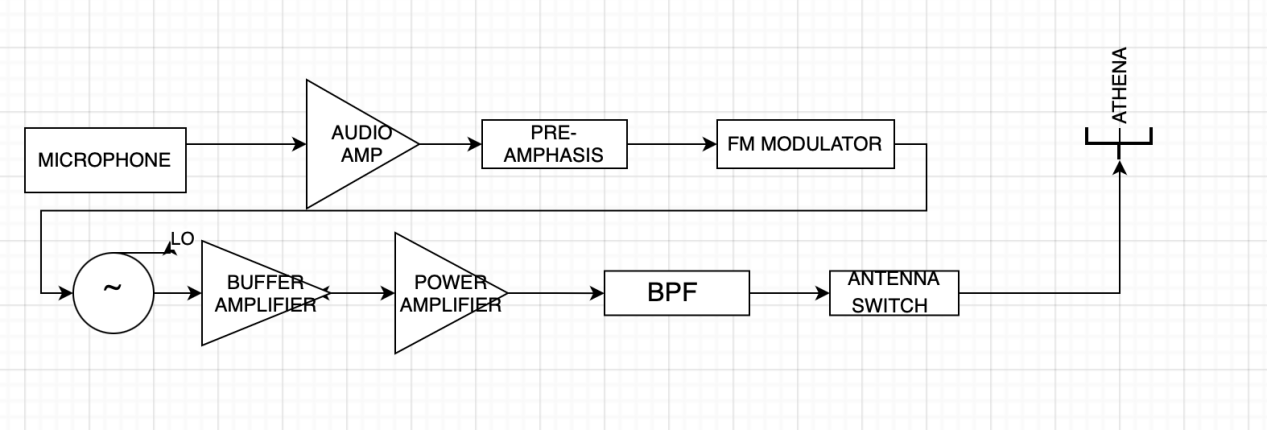 MICROPHONE
AUDIO
AMP
PRE-
AMPHASIS
FM MODULATOR
ATHENA
~
LO
BUFFER
AMPLIFIER
POWER
AMPLIFIER
BPF
ANTENNA
SWITCH